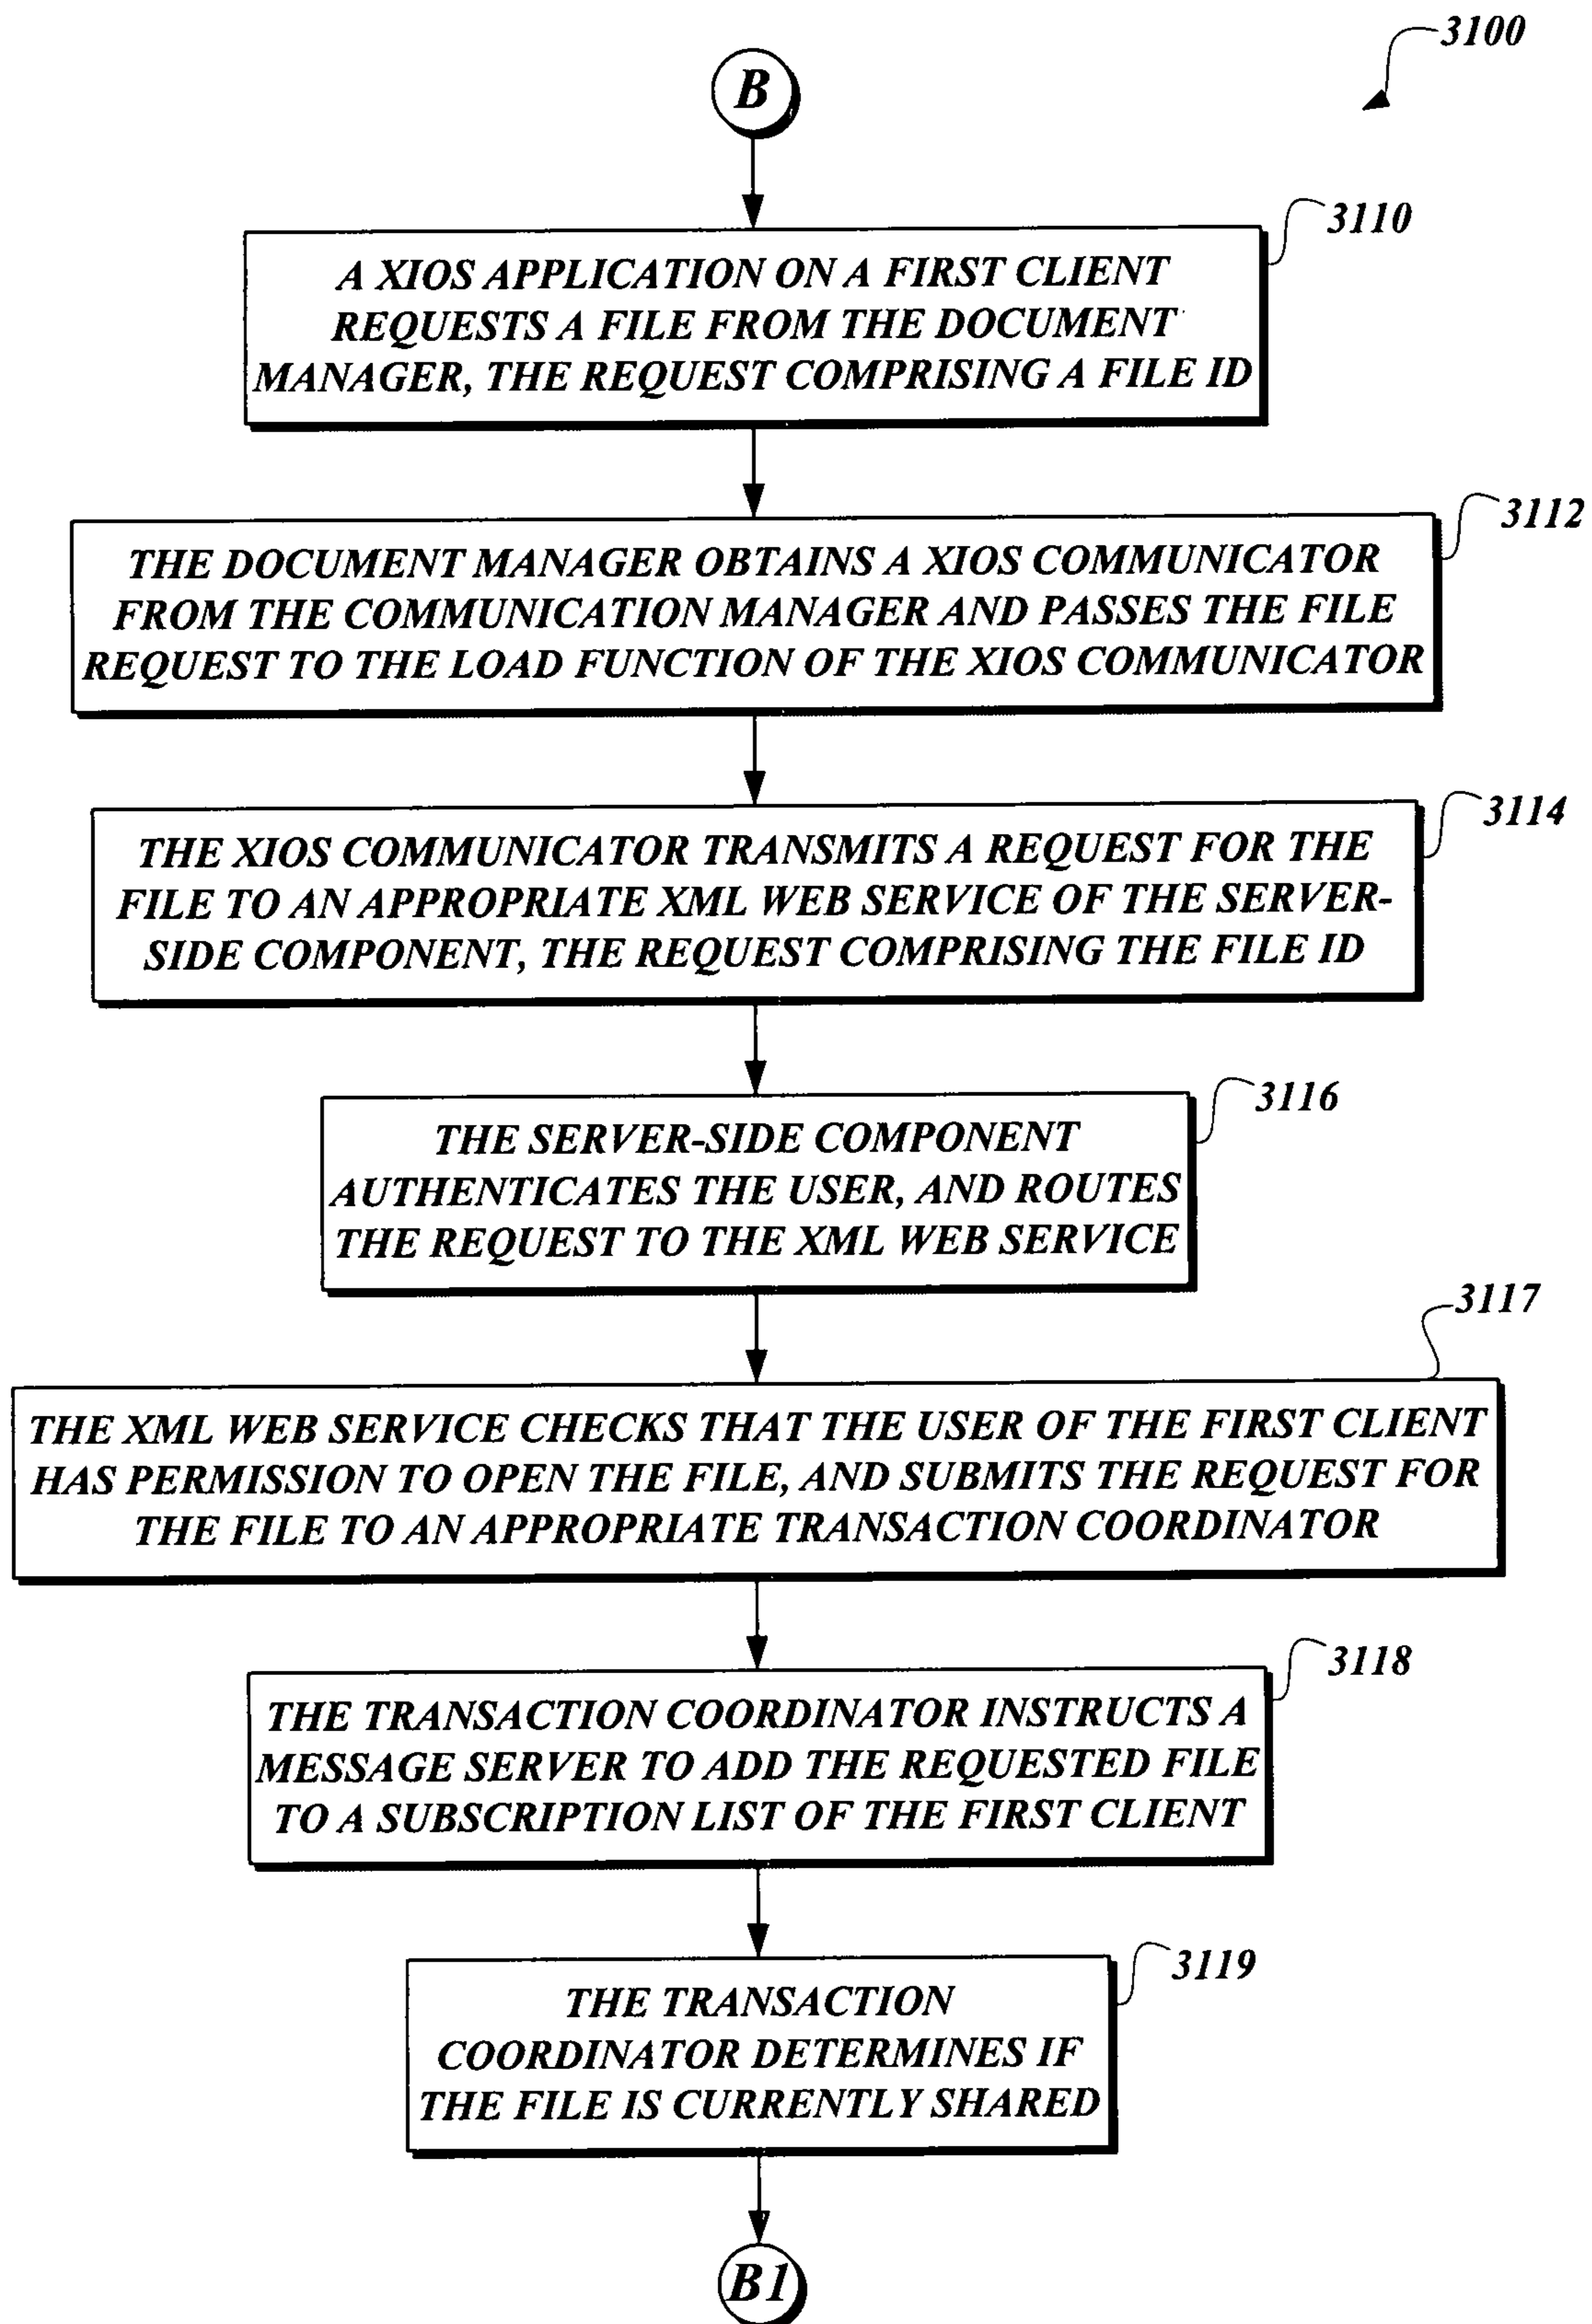 3100
B
3110
A XIOS APPLICATION ON A FIRST CLIENT
REQUESTS A FILE FROM THE DOCUMENT
MANAGER, THE REQUEST COMPRISING A FILE ID
3112
THE DOCUMENT MANAGER OBTAINS A XIOS COMMUNICATOR
FROM THE COMMUNICATION MANAGER AND PASSES THE FILE
REQUEST TO THE LOAD FUNCTION OF THE XIOS COMMUNICATOR
3114
THE XIOS COMMUNICATOR TRANSMITS A REQUEST FOR THE
FILE TO AN APPROPRIATE XML WEB SERVICE OF THE SERVER-
SIDE COMPONENT, THE REQUEST COMPRISING THE FILE ID
3116
THE SERVER-SIDE COMPONENT
AUTHENTICATES THE USER, AND ROUTES
THE REQUEST TO THE XML WEB SERVICE
3117
THE XML WEB SERVICE CHECKS THAT THE USER OF THE FIRST CLIENT
HAS PERMISSION TO OPEN THE FILE, AND SUBMITS THE REQUEST FOR
THE FILE TO AN APPROPRIATE TRANSACTION COORDINATOR
3118
THE TRANSACTION COORDINATOR INSTRUCTS A
MESSAGE SERVER TO ADD THE REQUESTED FILE
TO A SUBSCRIPTION LIST OF THE FIRST CLIENT
3119
THE TRANSACTION
COORDINATOR DETERMINES IF
THE FILE IS CURRENTLY SHARED
B1